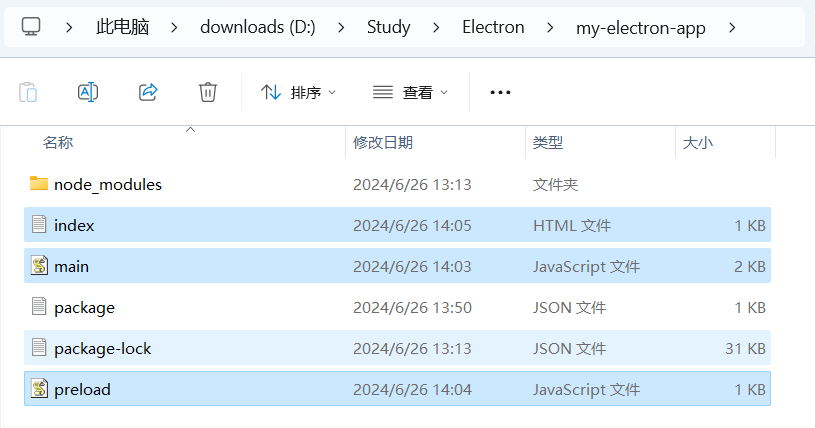 此电脑 downloads (D:) Study Electron my-electron-app
排序 查看
名称 修改日期 类型 大小
node_modules 2024/6/26 13:13 文件夹
index 2024/6/26 14:05 HTML 文件 1 KB
main 2024/6/26 14:03 JavaScript 文件 2 KB
package 2024/6/26 13:50 JSON 文件 1 KB
package-lock 2024/6/26 13:13 JSON 文件 31 KB
preload 2024/6/26 14:04 JavaScript 文件 1 KB